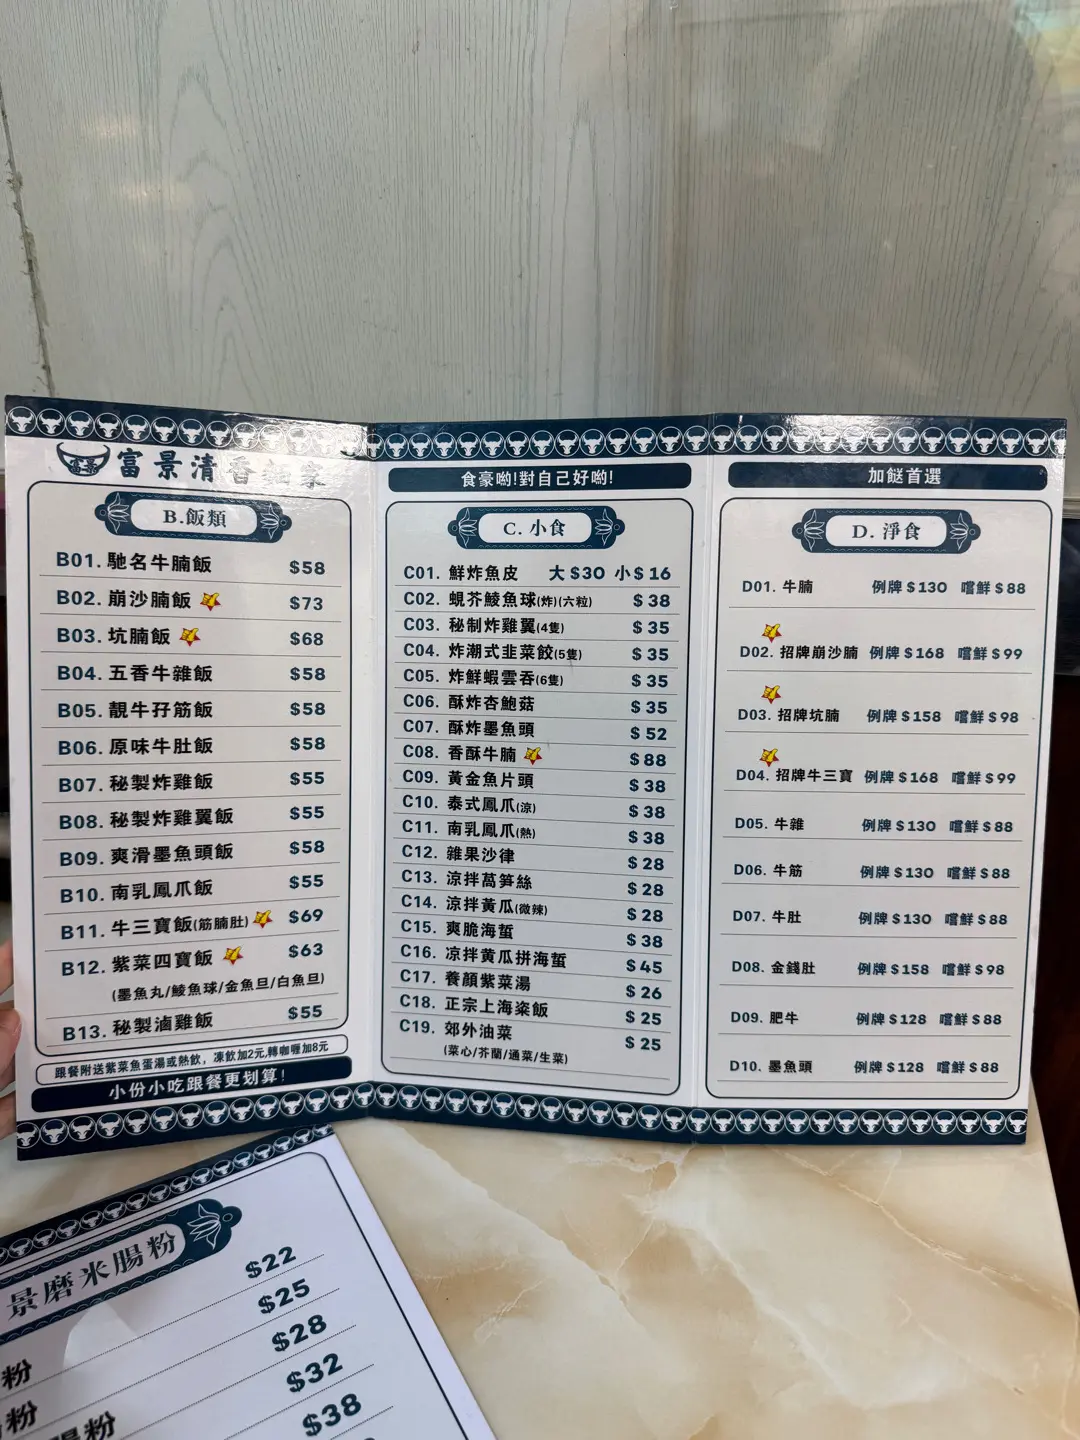 富景清香麵家
B.飯類
B01. 馳名牛腩飯 $58
B02. 崩沙腩飯 $73
B03. 坑腩飯 $68
B04. 五香牛雜飯 $58
B05. 靚牛孖筋飯 $58
B06. 原味牛肚飯 $58
B07. 秘製炸雞飯 $55
B08. 秘製炸雞翼飯 $55
B09. 爽滑墨魚頭飯 $58
B10. 南乳鳳爪飯 $55
B11. 牛三寶飯(筋腩肚) $69
B12. 紫菜四寶飯 $63
(墨魚丸/鯪魚球/金魚旦/白魚旦)
B13. 秘製滷雞飯 $55
跟餐附送紫菜魚蛋湯或熱飲，凍飲加2元,轉咖喱加8元
小份小吃跟餐更划算!
食豪喲!對自己好喲!
C. 小食
C01. 鮮炸魚皮 大 $30 小 $ 16
C02. 蜆芥鯪魚球(炸)(六粒) $ 38
C03. 秘制炸雞翼(4隻) $ 35
C04. 炸潮式韭菜餃(5隻) $ 35
C05. 炸鮮蝦雲吞(6隻) $ 35
C06. 酥炸杏鮑菇 $ 35
C07. 酥炸墨魚頭 $ 52
C08. 香酥牛腩 $ 88
C09. 黃金魚片頭 $ 38
C10. 泰式鳳爪(涼) $ 38
C11. 南乳鳳爪(熱) $ 38
C12. 雜果沙律 $ 28
C13. 涼拌萵笋絲 $ 28
C14. 涼拌黃瓜(微辣) $ 28
C15. 爽脆海蜇 $ 38
C16. 凉拌黄瓜拼海蜇 $ 45
C17. 養顏紫菜湯 $ 26
C18. 正宗上海粢飯 $ 25
C19. 郊外油菜 $ 25
(菜心/芥蘭/通菜/生菜)
加餸首選
D. 淨食
D01. 牛腩 例牌 $ 130 嚐鮮 $ 88
D02. 招牌崩沙腩 例牌 $ 168 嚐鮮 $ 99
D03. 招牌坑腩 例牌 $ 158 嚐鮮 $ 98
D04. 招牌牛三寶 例牌 $ 168 嚐鮮 $ 99
D05. 牛雜 例牌 $ 130 嚐鮮 $ 88
D06. 牛筋 例牌 $ 130 嚐鮮 $ 88
D07. 牛肚 例牌 $ 130 嚐鮮 $ 88
D08. 金錢肚 例牌 $ 158 嚐鮮 $ 98
D09. 肥牛 例牌 $ 128 嚐鮮 $ 88
D10. 墨魚頭 例牌 $ 128 嚐鮮 $ 88
景磨米腸粉
$22
粉 $25
粉 $28
腸粉 $32
$38